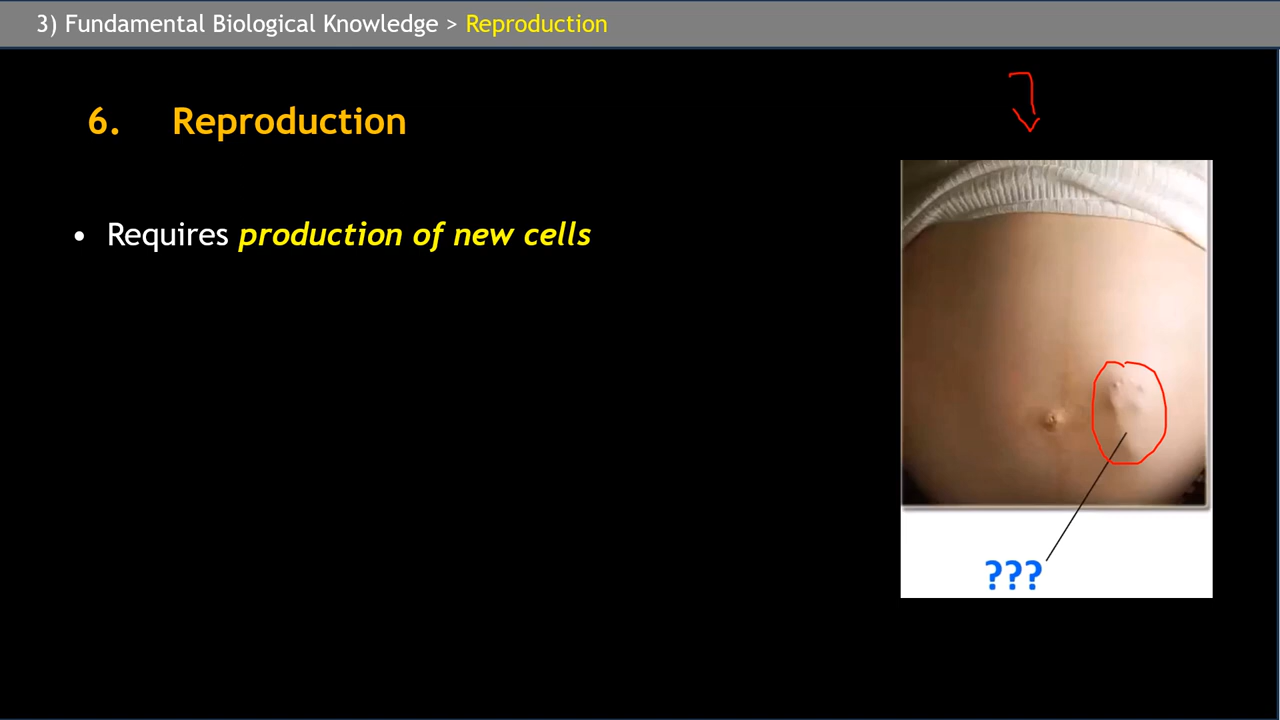 3) Fundamental Biological Knowledge > Reproduction
6. Reproduction
• Requires production of new cells
???